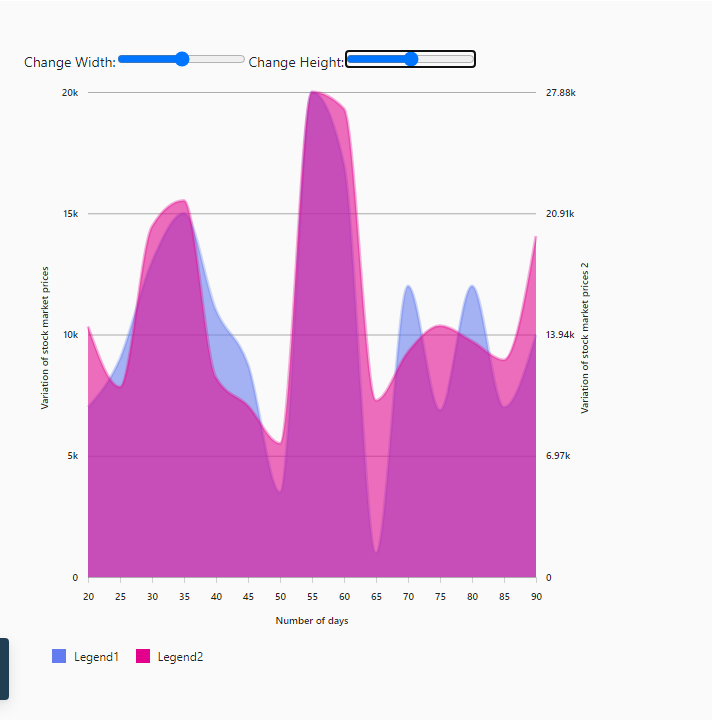 Change Width: Change Height:
20k 27.88k
15k 20.91k
10k 13.94k
5k 6.97k
0 0
Variation of stock market prices
Variation of stock market prices 2
20 25 30 35 40 45 50 55 60 65 70 75 80 85 90
Number of days
Legend1 Legend2